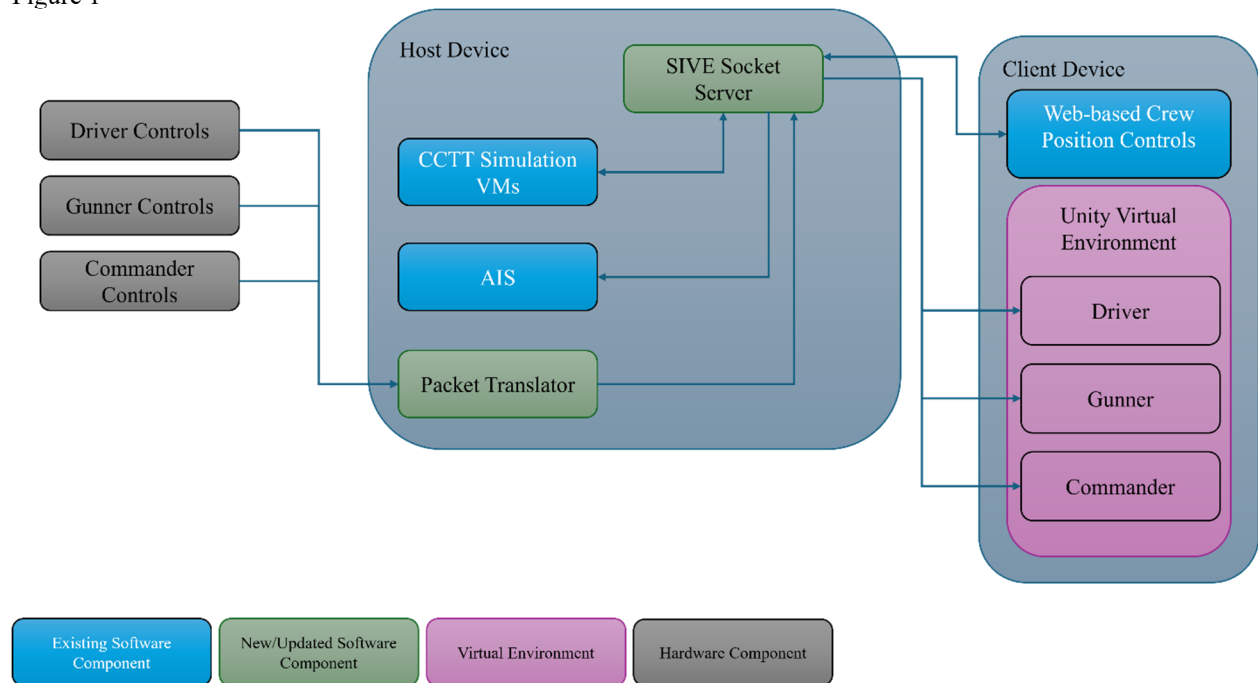 Figure 1
Host Device
SIVE Socket
Server
Client Device
Driver Controls
Web-based Crew
Position Controls
CCTT Simulation
VMs
Gunner Controls
Unity Virtual
Environment
Commander
Controls
AIS
Driver
Packet Translator
Gunner
Commander
Existing Software
Component
New/Updated Software
Component
Virtual Environment
Hardware Component